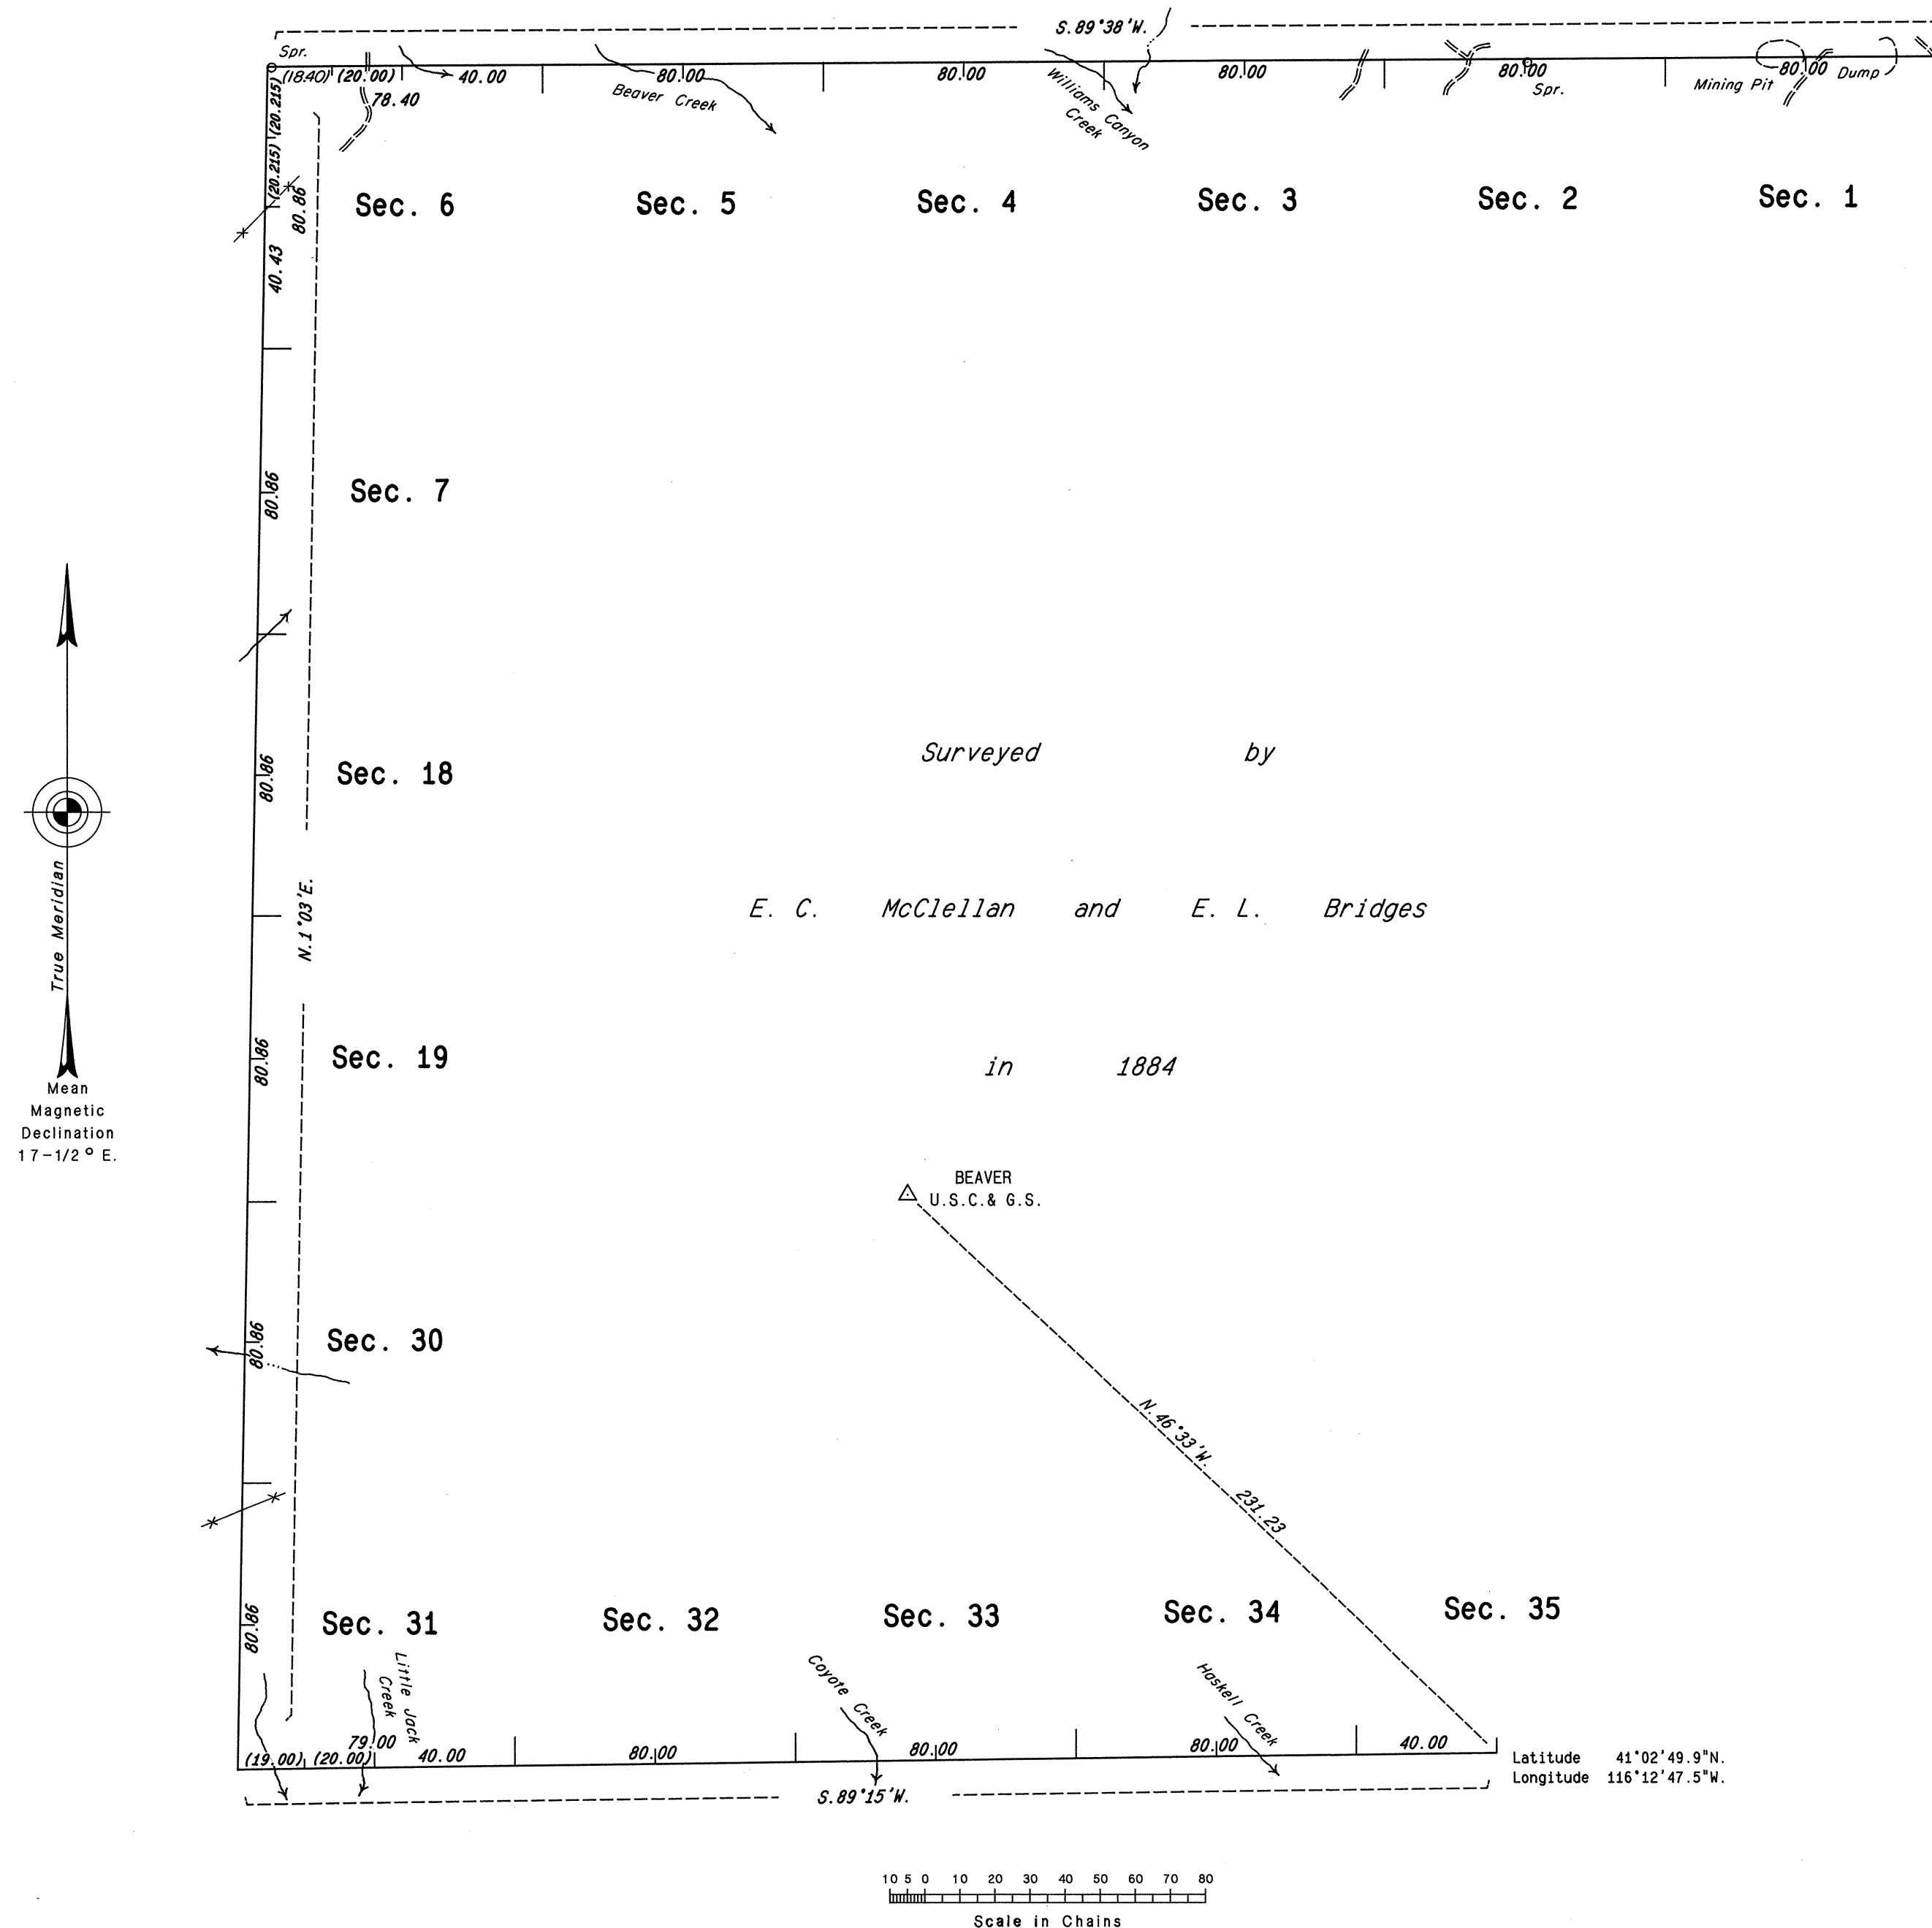 S.89°38'W.
Spr.
(18.40) (20.00) 40.00 80.00 80.00 80.00 80.00 80.00
78.40
Beaver Creek
Williams Canyon
Creek
Spr.
Mining Pit
Dump
(20.215)
(20.215)
80.86
40.43
Sec. 6 Sec. 5 Sec. 4 Sec. 3 Sec. 2 Sec. 1
80.86
Sec. 7
80.86
Sec. 18
Surveyed by
N.1°03'E.
E. C. McClellan and E. L. Bridges
True Meridian
Mean
Magnetic
Declination
17-1/2° E.
80.86
Sec. 19
in 1884
BEAVER
U.S.C.& G.S.
80.86
Sec. 30
N.46°33'W.
231.23
80.86
Sec. 31 Sec. 32 Sec. 33 Sec. 34 Sec. 35
Little Jack
Creek
Coyote Creek
Haskell Creek
79.00
(19.00) (20.00) 40.00 80.00 80.00 80.00 40.00
Latitude 41°02'49.9"N.
Longitude 116°12'47.5"W.
S.89°15'W.
10 5 0 10 20 30 40 50 60 70 80
Scale in Chains